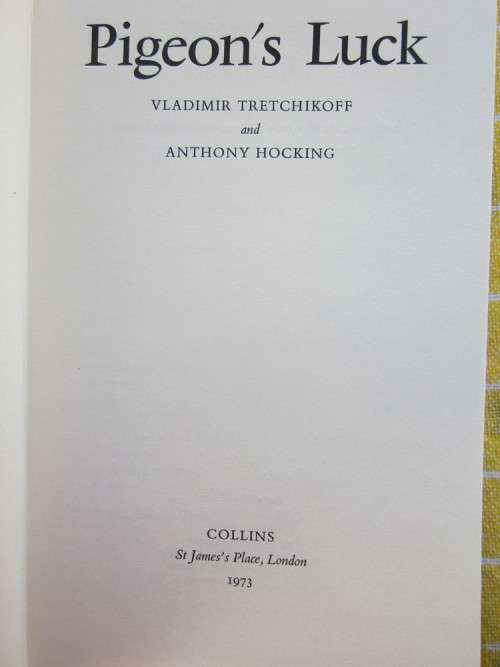 Pigeon's Luck
VLADIMIR TRETCHIKOFF
and
ANTHONY HOCKING
COLLINS
St James's Place, London
1973